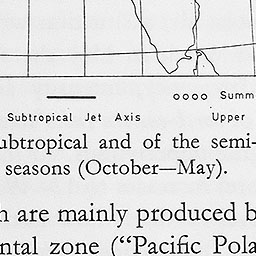 Summ
Subtropical Jet Axis Upper
ubtropical and of the semi-
seasons (October—May).
n are mainly produced b
ntal zone (“Pacific Pola